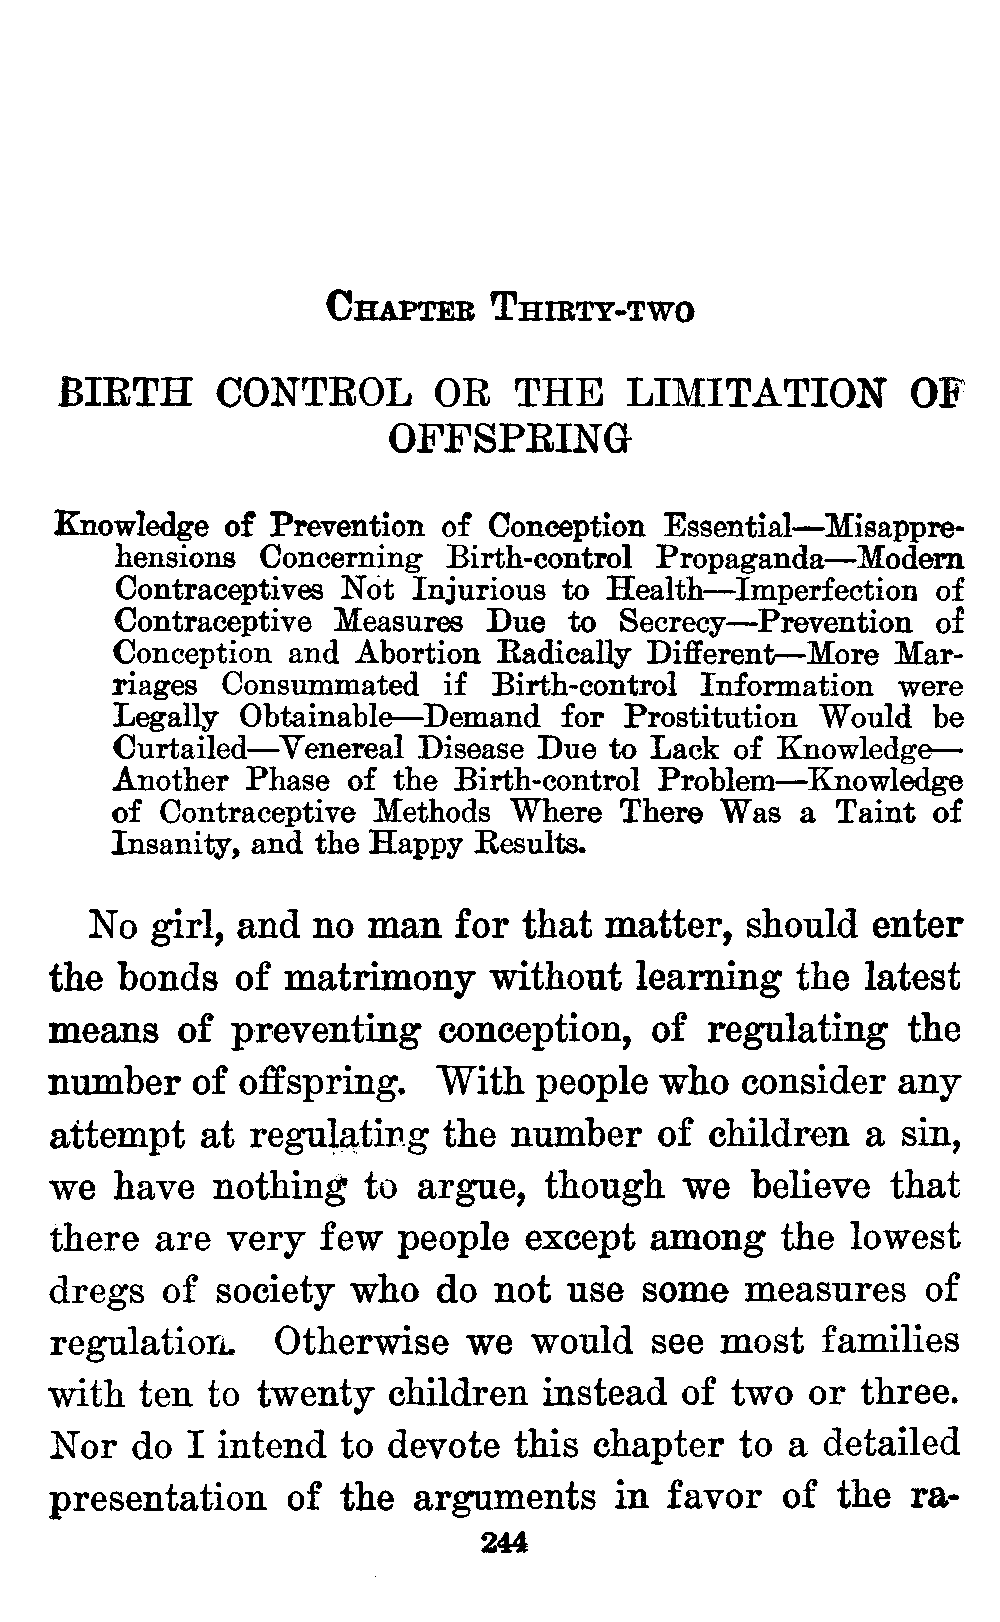 CHAPTER THIRTY-TWO
BIRTH CONTROL OR THE LIMITATION OF
OFFSPRING
Knowledge of Prevention of Conception Essential—Misappre-
hensions Concerning Birth-control Propaganda—Modern
Contraceptives Not Injurious to Health—Imperfection of
Contraceptive Measures Due to Secrecy—Prevention of
Conception and Abortion Radically Different—More Mar-
riages Consummated if Birth-control Information were
Legally Obtainable—Demand for Prostitution Would be
Curtailed—Venereal Disease Due to Lack of Knowledge—
Another Phase of the Birth-control Problem—Knowledge
of Contraceptive Methods Where There Was a Taint of
Insanity, and the Happy Results.
No girl, and no man for that matter, should enter
the bonds of matrimony without learning the latest
means of preventing conception, of regulating the
number of offspring. With people who consider any
attempt at regulating the number of children a sin,
we have nothing to argue, though we believe that
there are very few people except among the lowest
dregs of society who do not use some measures of
regulation. Otherwise we would see most families
with ten to twenty children instead of two or three.
Nor do I intend to devote this chapter to a detailed
presentation of the arguments in favor of the ra-
244